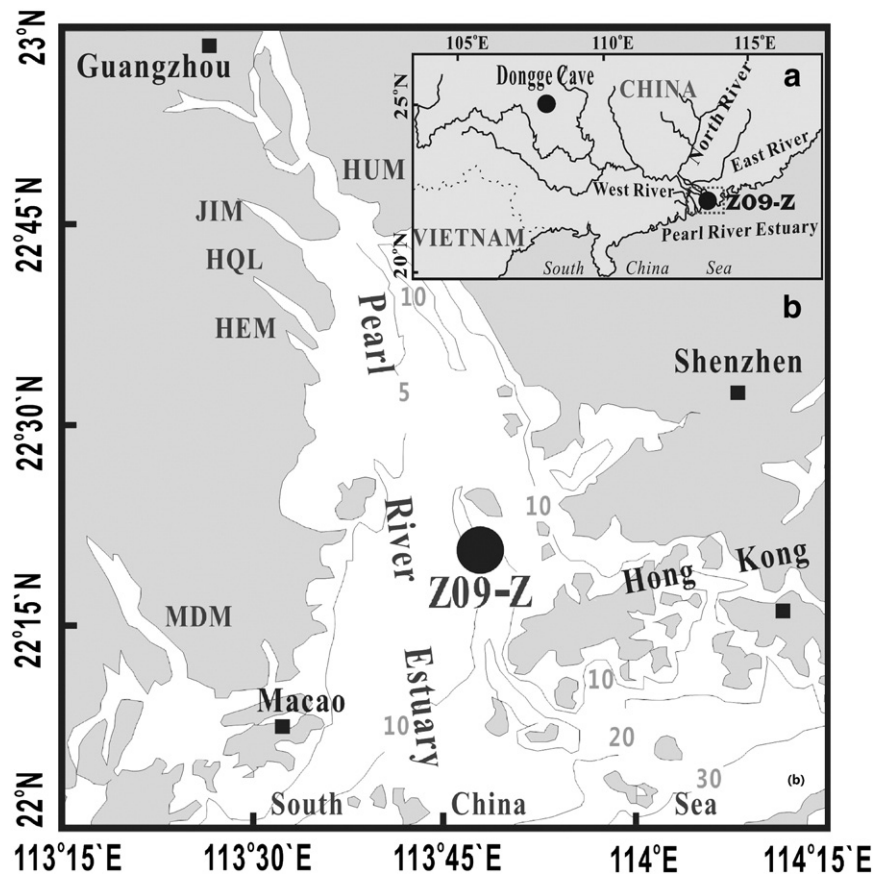 23°N
22°45`N
22°30`N
22°15`N
22°N
113°15`E
113°30`E
113°45`E
114°E
114°15`E
Guangzhou
HUM
JIM
HQL
HEM
MDM
Macao
Shenzhen
Hong Kong
Pearl
River
Estuary
Z09-Z
10
5
10
10
10
20
30
South China Sea
b
(b)
a
105°E
110°E
115°E
25°N
20°N
Dongge Cave
CHINA
North River
East River
West River
Z09-Z
Pearl River Estuary
VIETNAM
South China Sea